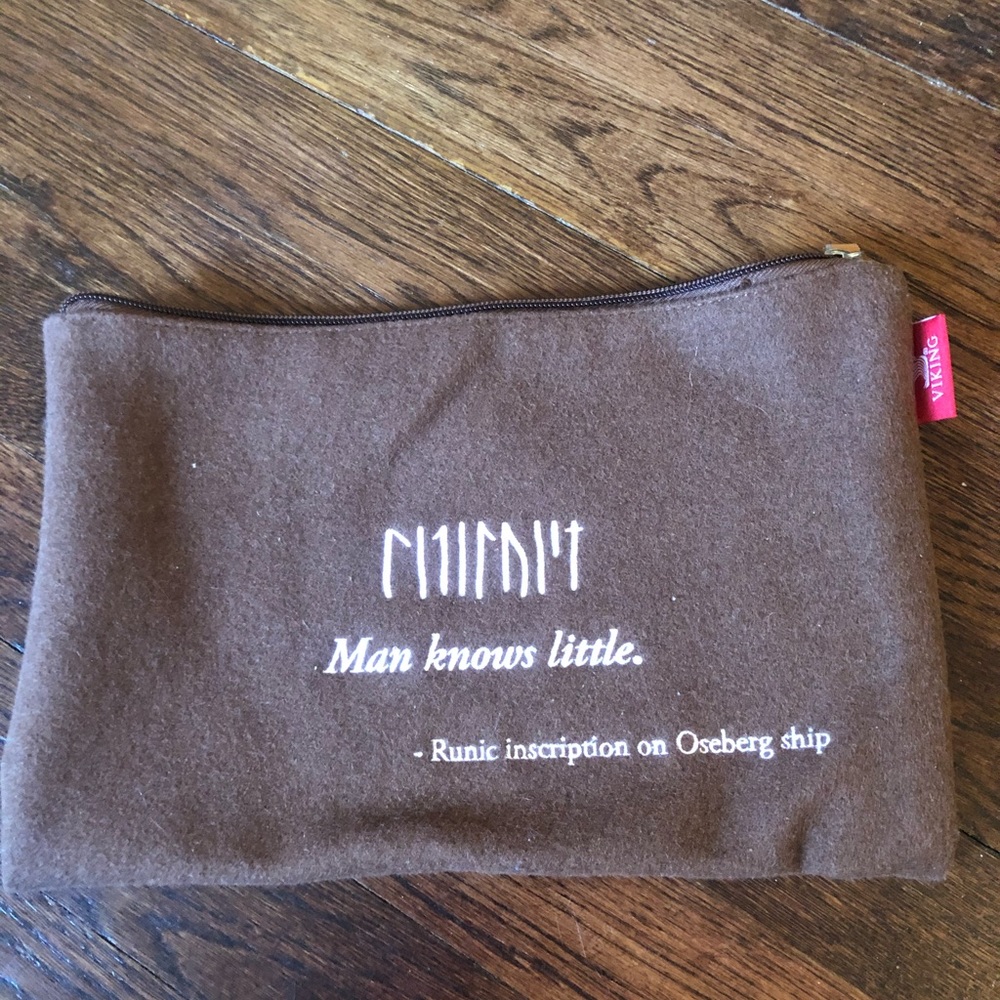 ᛚᛁᛐᛁᛚᚢᛁᛌᛙ
Man knows little.
- Runic inscription on Oseberg ship
VIKING